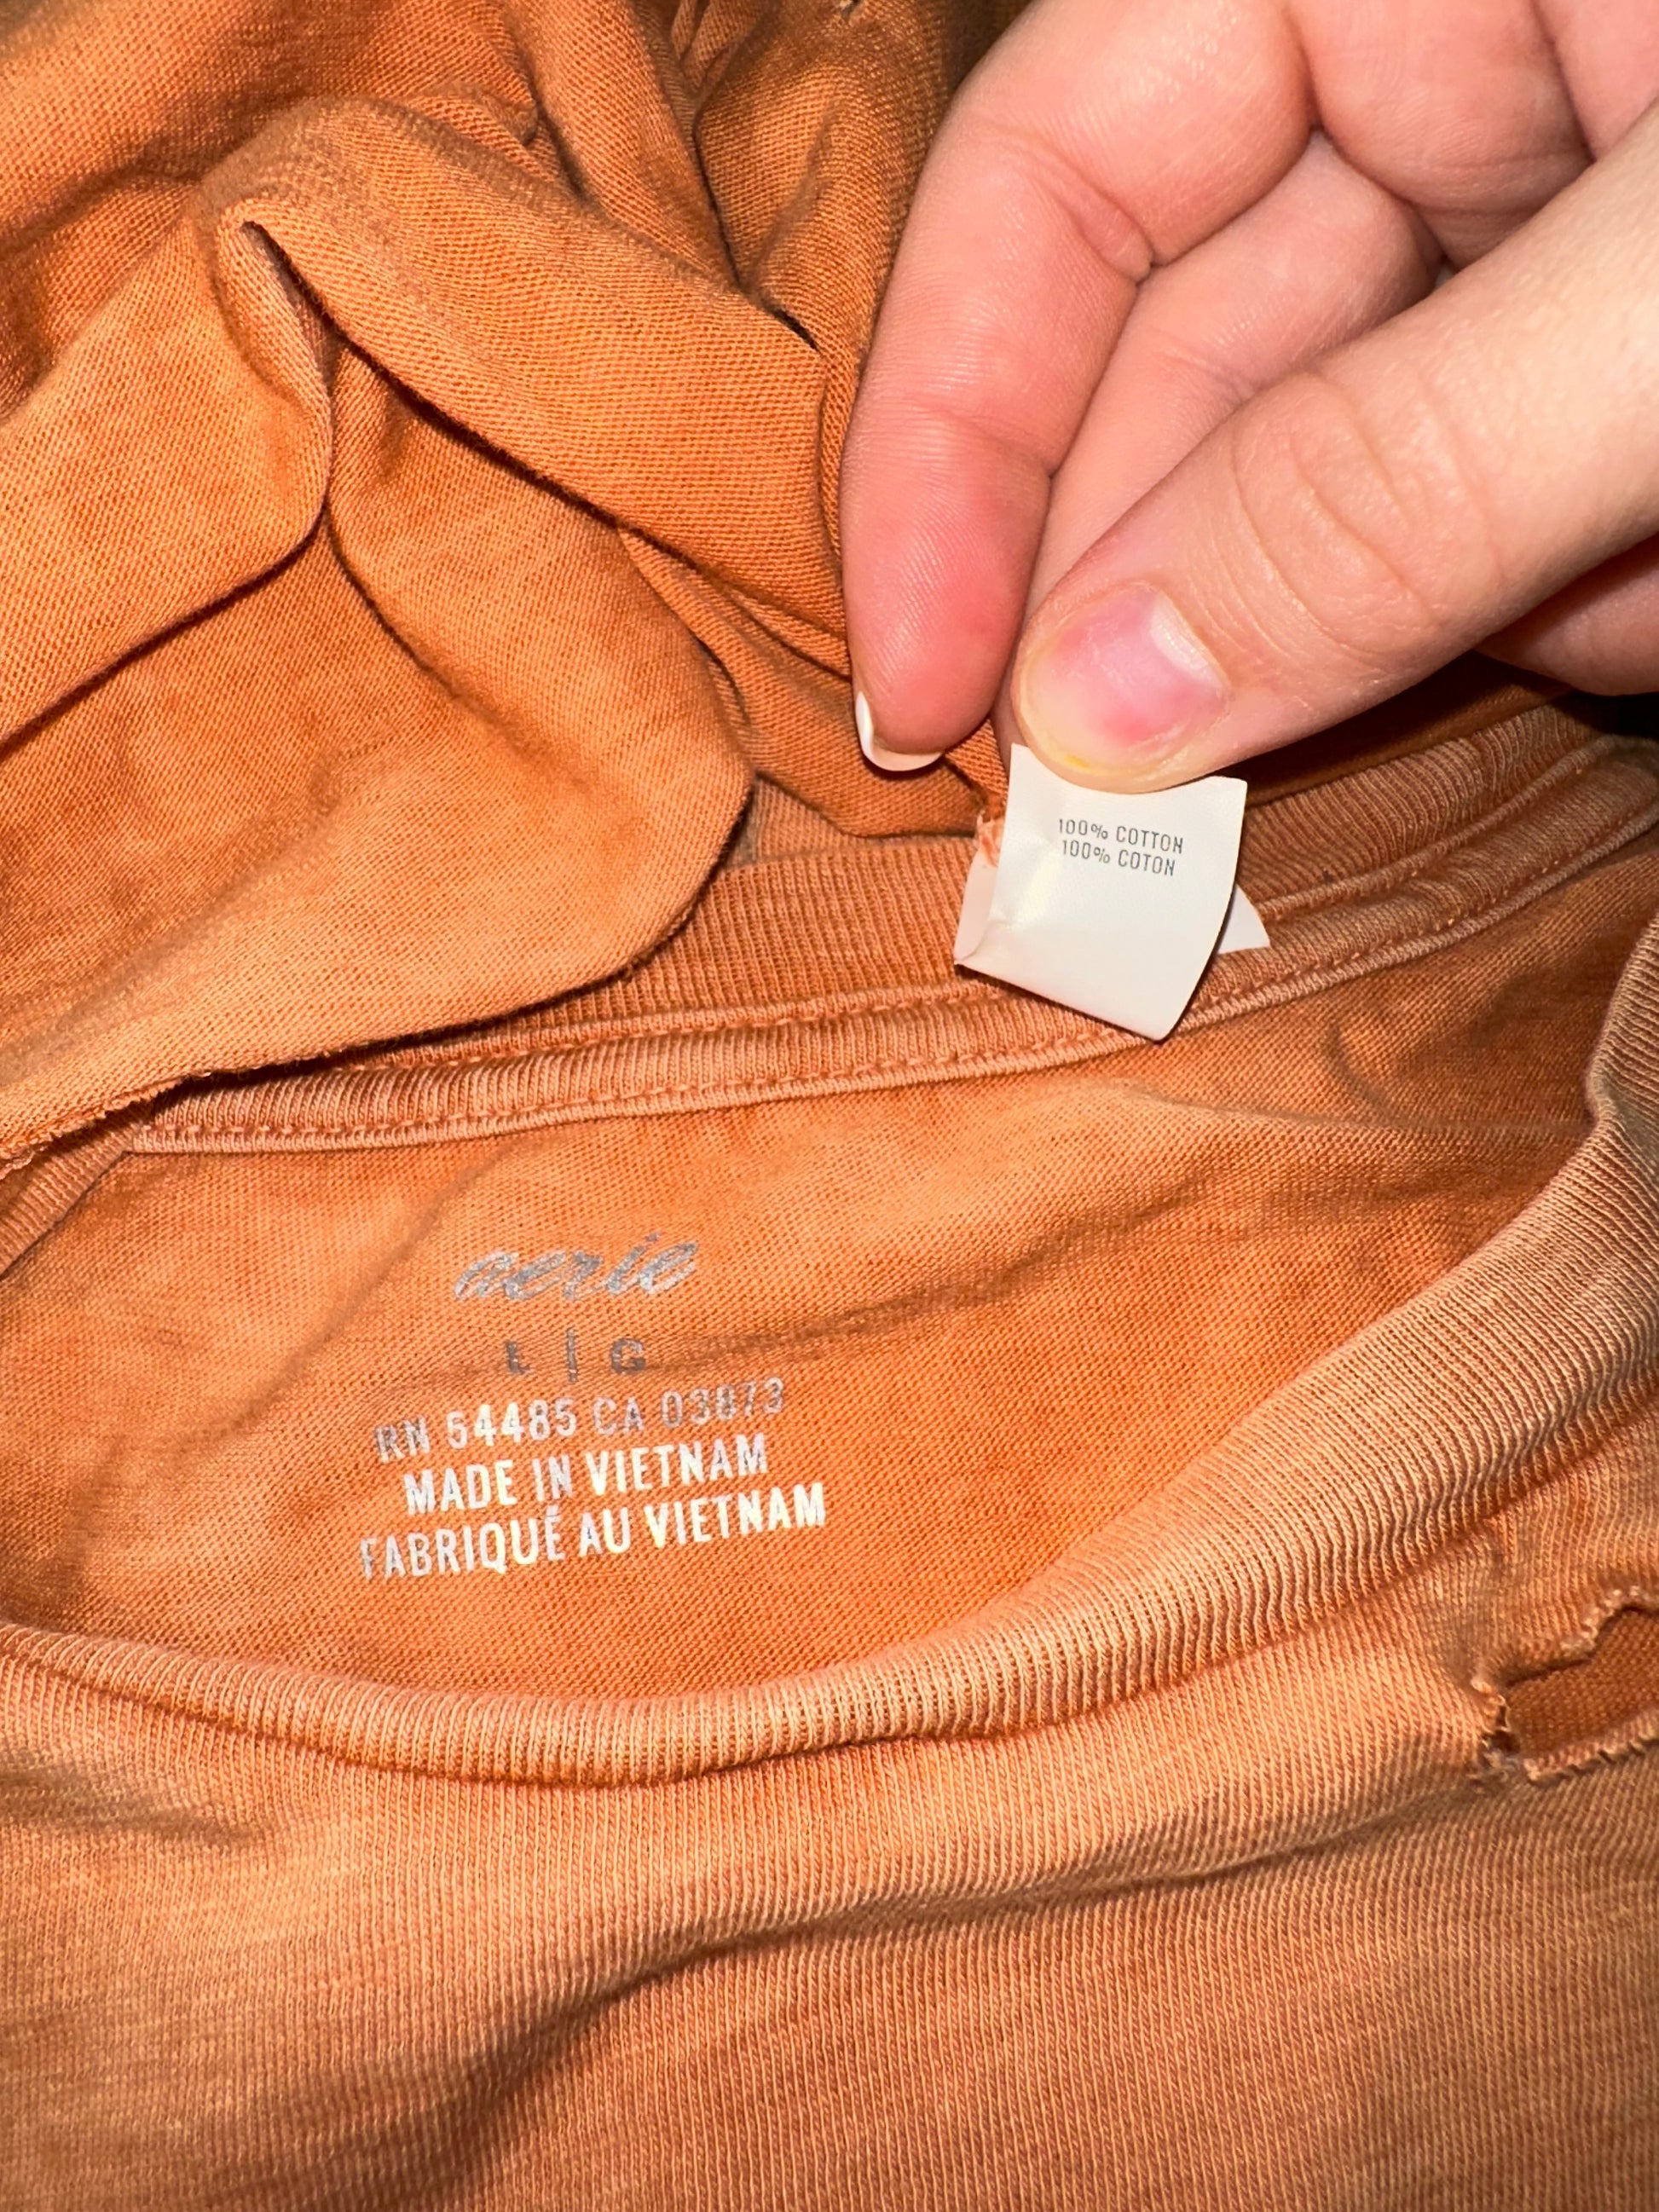 100% COTTON
100% COTON
aerie
L | G
RN 54485 CA 03873
MADE IN VIETNAM
FABRIQUÉ AU VIETNAM